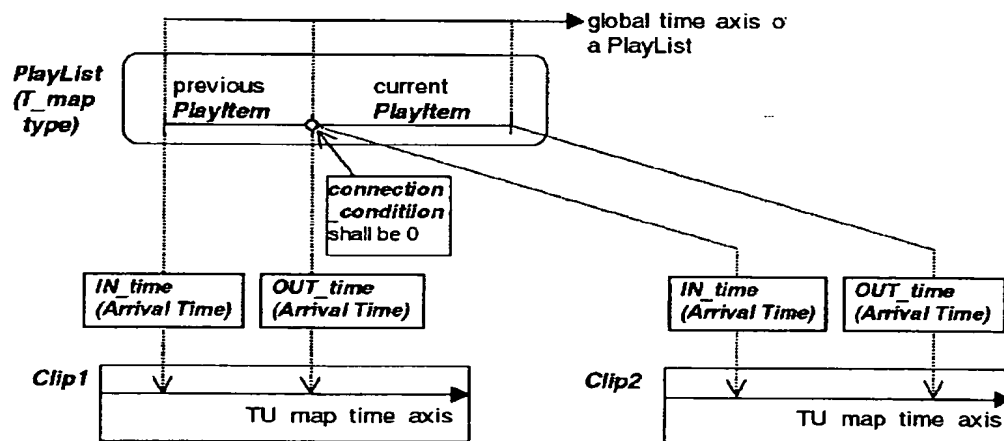 global time axis o
a PlayList
PlayList
(T_map
type)
previous
PlayItem
current
PlayItem
connection
_conditiion
shall be 0
IN_time
(Arrival Time)
OUT_time
(Arrival Time)
IN_time
(Arrival Time)
OUT_time
(Arrival Time)
Clip1
TU map time axis
Clip2
TU map time axis